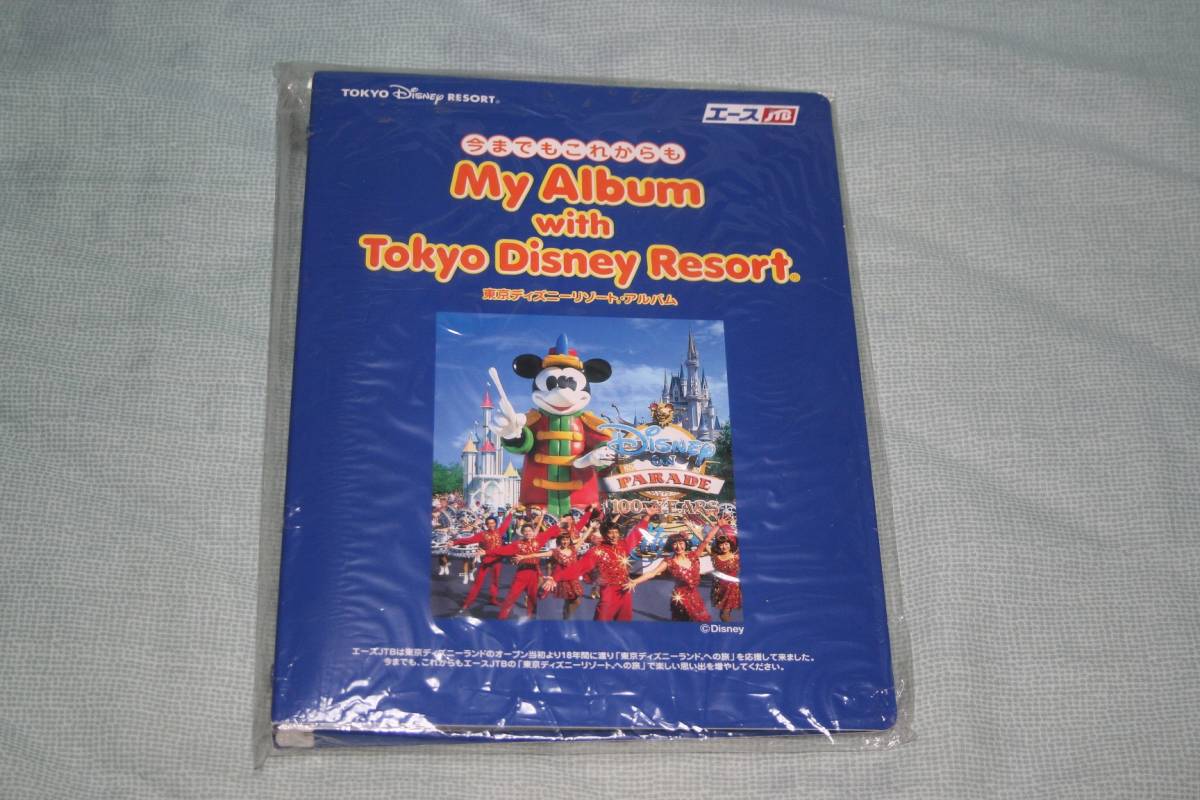 TOKYO Disney RESORT®
エース JTB
今までもこれからも
My Album
with
Tokyo Disney Resort®
東京ディズニーリゾート®・アルバム
Disney
ON
PARADE
100 YEARS
©Disney
エースJTBは東京ディズニーランドのオープン当初より18年間に渡り「東京ディズニーランド®への旅」を応援して来ました。
今までも、これからもエースJTBの「東京ディズニーリゾート®への旅」で楽しい思い出を増やしてください。